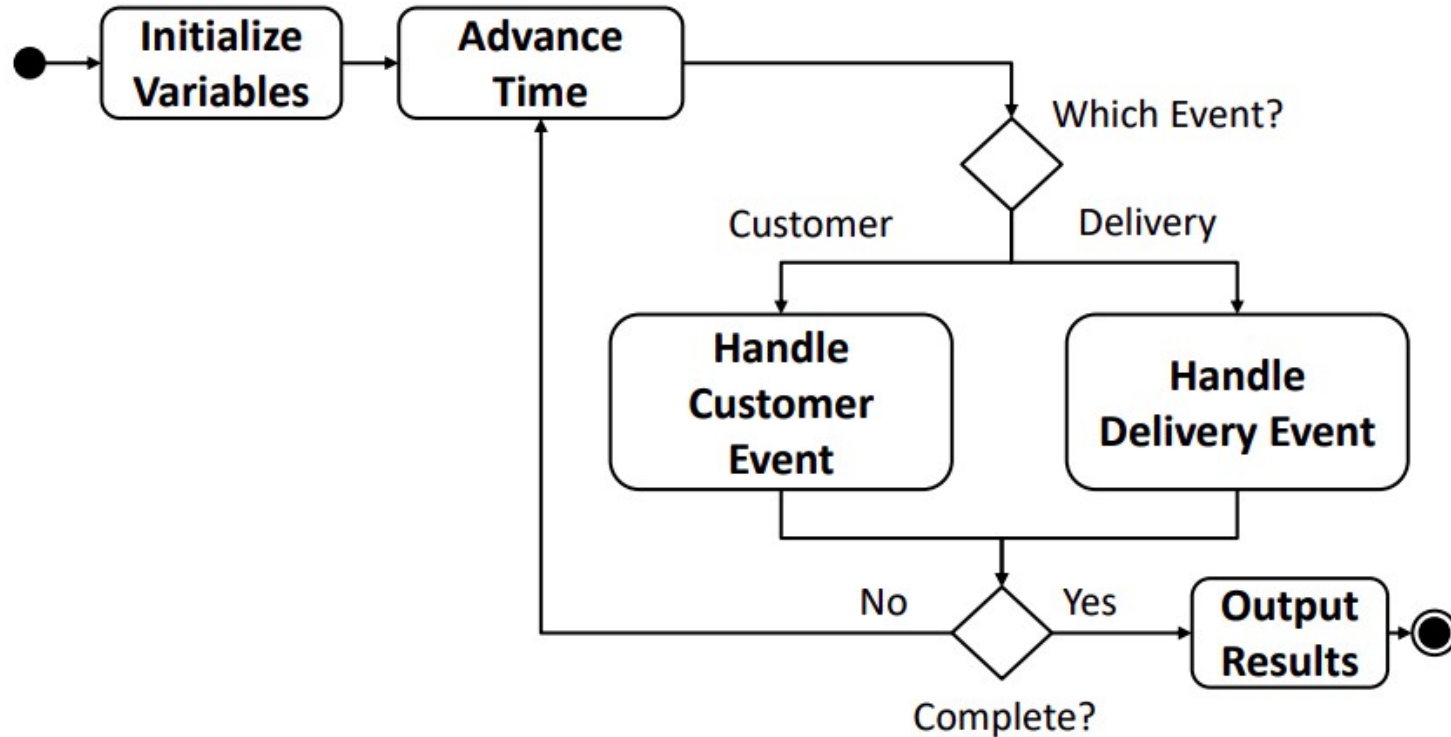 Initialize
Variables
Advance
Time
Which Event?
Customer
Delivery
Handle
Customer
Event
Handle
Delivery Event
No
Yes
Output
Results
Complete?